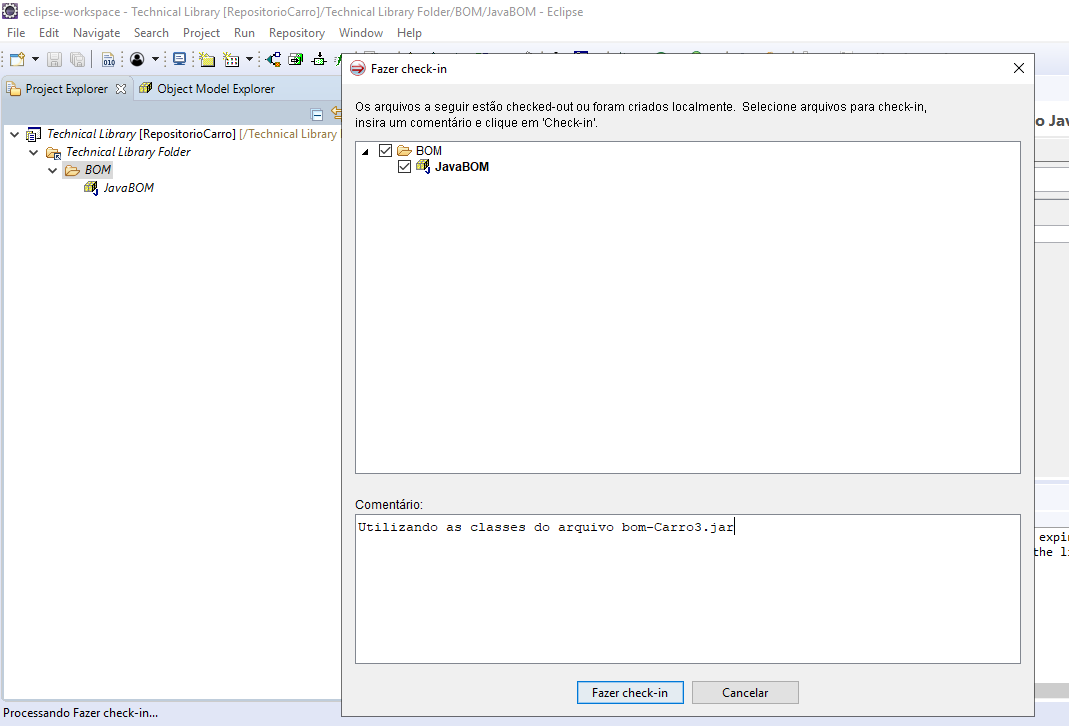 eclipse-workspace - Technical Library [RepositorioCarro]/Technical Library Folder/BOM/JavaBOM - Eclipse
File Edit Navigate Search Project Run Repository Window Help
010
Project Explorer
Object Model Explorer
Technical Library [RepositorioCarro] [/Technical Library
Technical Library Folder
BOM
JavaBOM
Fazer check-in
Os arquivos a seguir estão checked-out ou foram criados localmente. Selecione arquivos para check-in,
insira um comentário e clique em 'Check-in'.
BOM
JavaBOM
Comentário:
Utilizando as classes do arquivo bom-Carro3.jar
Fazer check-in
Cancelar
o Jav
expir
the li
Processando Fazer check-in...